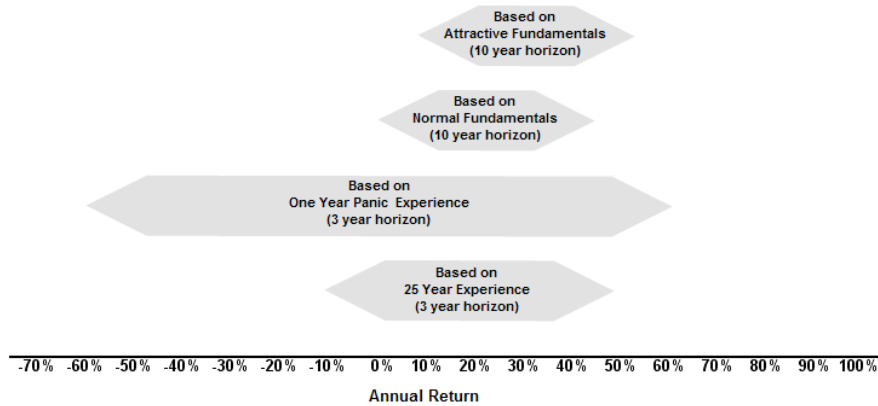 Based on
Attractive Fundamentals
(10 year horizon)
Based on
Normal Fundamentals
(10 year horizon)
Based on
One Year Panic Experience
(3 year horizon)
Based on
25 Year Experience
(3 year horizon)
-70% -60% -50% -40% -30% -20% -10% 0% 10% 20% 30% 40% 50% 60% 70% 80% 90% 100%
Annual Return